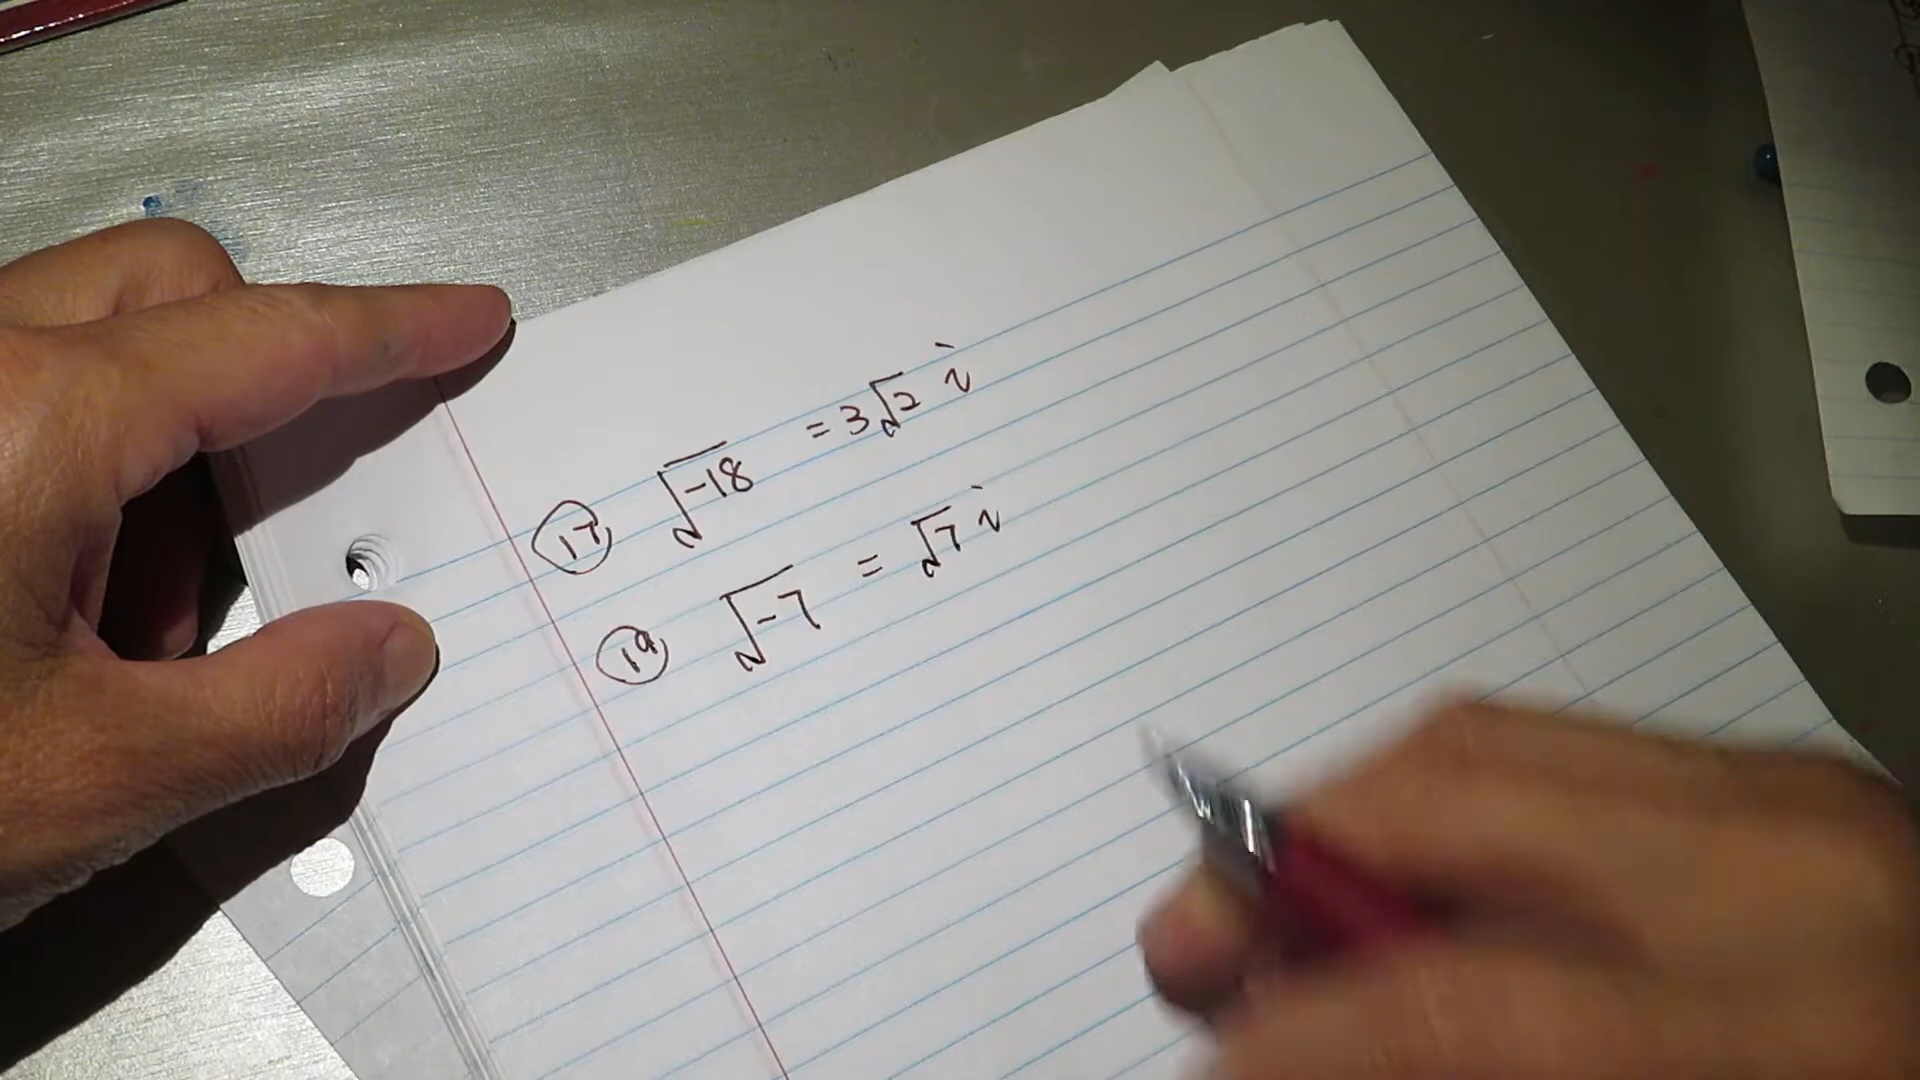 ⑰ √-18 = 3√2 i
⑲ √-7 = √7 i